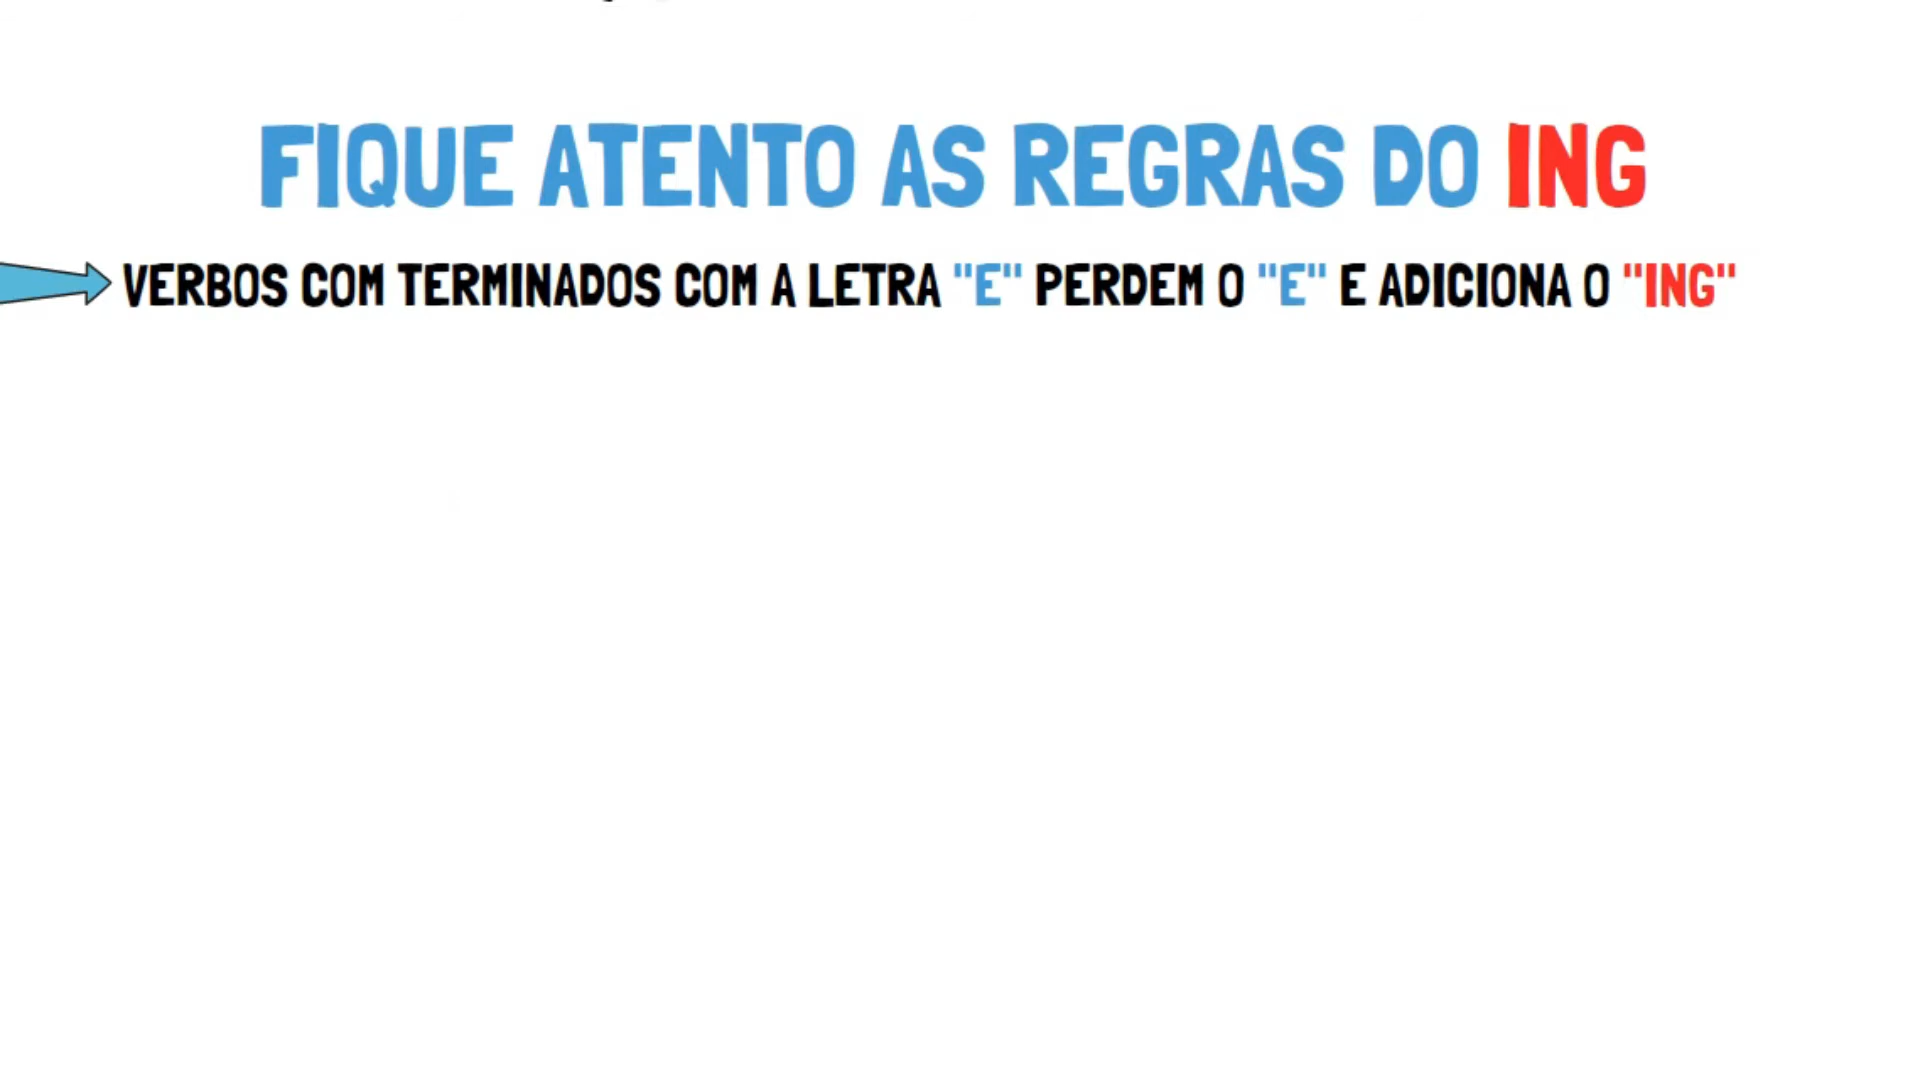 FIQUE ATENTO AS REGRAS DO ING
VERBOS COM TERMINADOS COM A LETRA "E" PERDEM O "E" E ADICIONA O "ING"